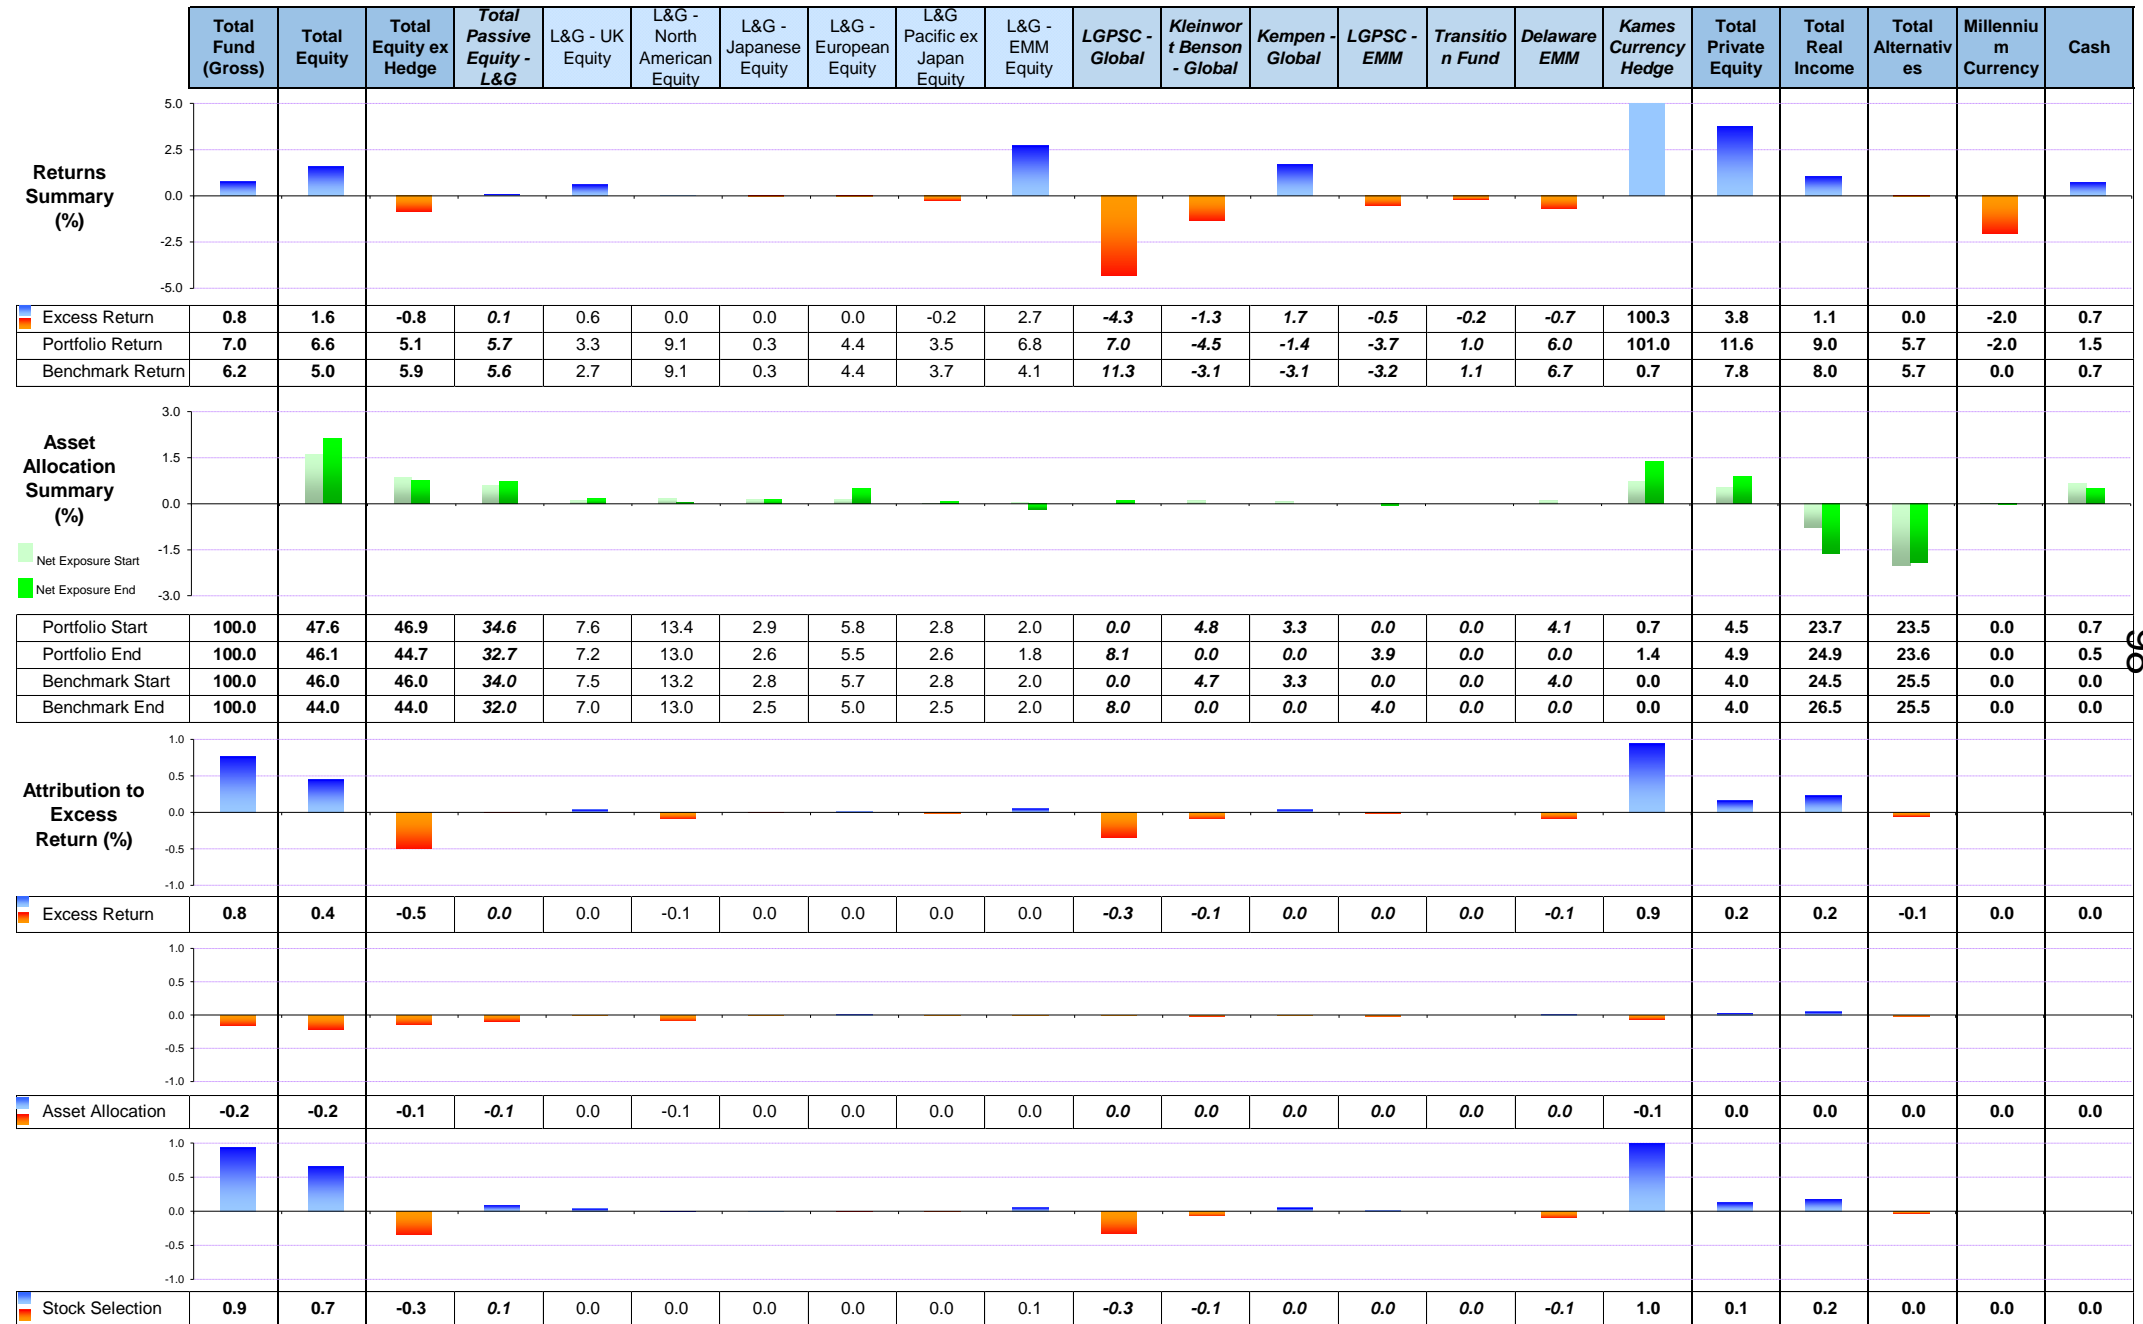 Total Fund (Gross) | Total Equity | Total Equity ex Hedge | Total Passive Equity - L&G | L&G - UK Equity | L&G - North American Equity | L&G - Japanese Equity | L&G - European Equity | L&G Pacific ex Japan Equity | L&G - EMM Equity | LGPSC - Global | Kleinwor t Benson - Global | Kempen - Global | LGPSC - EMM | Transitio n Fund | Delaware EMM | Kames Currency Hedge | Total Private Equity | Total Real Income | Total Alternativ es | Millenniu m Currency | Cash
Returns Summary (%)
5.0
2.5
0.0
-2.5
-5.0
Excess Return 0.8 1.6 -0.8 0.1 0.6 0.0 0.0 0.0 -0.2 2.7 -4.3 -1.3 1.7 -0.5 -0.2 -0.7 100.3 3.8 1.1 0.0 -2.0 0.7
Portfolio Return 7.0 6.6 5.1 5.7 3.3 9.1 0.3 4.4 3.5 6.8 7.0 -4.5 -1.4 -3.7 1.0 6.0 101.0 11.6 9.0 5.7 -2.0 1.5
Benchmark Return 6.2 5.0 5.9 5.6 2.7 9.1 0.3 4.4 3.7 4.1 11.3 -3.1 -3.1 -3.2 1.1 6.7 0.7 7.8 8.0 5.7 0.0 0.7
Asset Allocation Summary (%)
Net Exposure Start
Net Exposure End
3.0
1.5
0.0
-1.5
-3.0
Portfolio Start 100.0 47.6 46.9 34.6 7.6 13.4 2.9 5.8 2.8 2.0 0.0 4.8 3.3 0.0 0.0 4.1 0.7 4.5 23.7 23.5 0.0 0.7
Portfolio End 100.0 46.1 44.7 32.7 7.2 13.0 2.6 5.5 2.6 1.8 8.1 0.0 0.0 3.9 0.0 0.0 1.4 4.9 24.9 23.6 0.0 0.5
Benchmark Start 100.0 46.0 46.0 34.0 7.5 13.2 2.8 5.7 2.8 2.0 0.0 4.7 3.3 0.0 0.0 4.0 0.0 4.0 24.5 25.5 0.0 0.0
Benchmark End 100.0 44.0 44.0 32.0 7.0 13.0 2.5 5.0 2.5 2.0 8.0 0.0 0.0 4.0 0.0 0.0 0.0 4.0 26.5 25.5 0.0 0.0
Attribution to Excess Return (%)
1.0
0.5
0.0
-0.5
-1.0
Excess Return 0.8 0.4 -0.5 0.0 0.0 -0.1 0.0 0.0 0.0 0.0 -0.3 -0.1 0.0 0.0 0.0 -0.1 0.9 0.2 0.2 -0.1 0.0 0.0
1.0
0.5
0.0
-0.5
-1.0
Asset Allocation -0.2 -0.2 -0.1 -0.1 0.0 -0.1 0.0 0.0 0.0 0.0 0.0 0.0 0.0 0.0 0.0 0.0 -0.1 0.0 0.0 0.0 0.0 0.0
1.0
0.5
0.0
-0.5
-1.0
Stock Selection 0.9 0.7 -0.3 0.1 0.0 0.0 0.0 0.0 0.0 0.1 -0.3 -0.1 0.0 0.0 0.0 -0.1 1.0 0.1 0.2 0.0 0.0 0.0